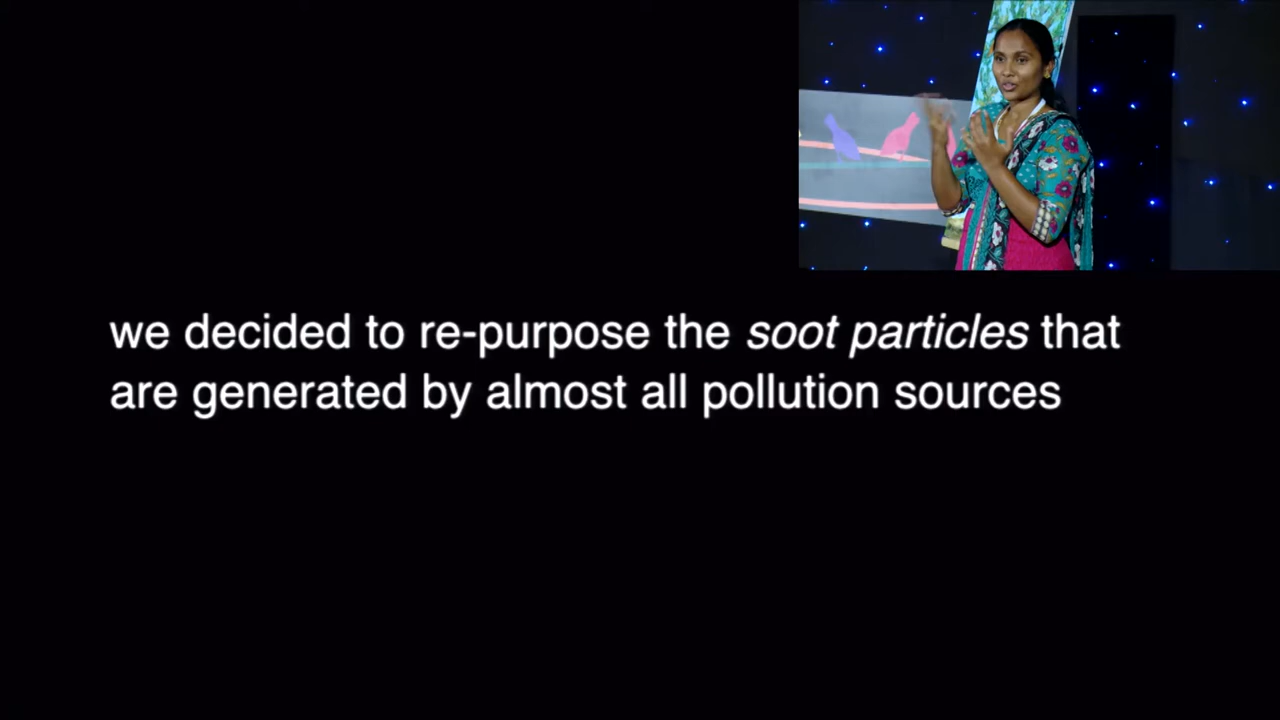 we decided to re-purpose the soot particles that
are generated by almost all pollution sources